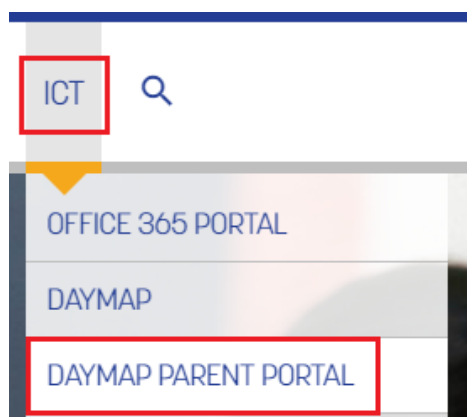 ICT
OFFICE 365 PORTAL
DAYMAP
DAYMAP PARENT PORTAL